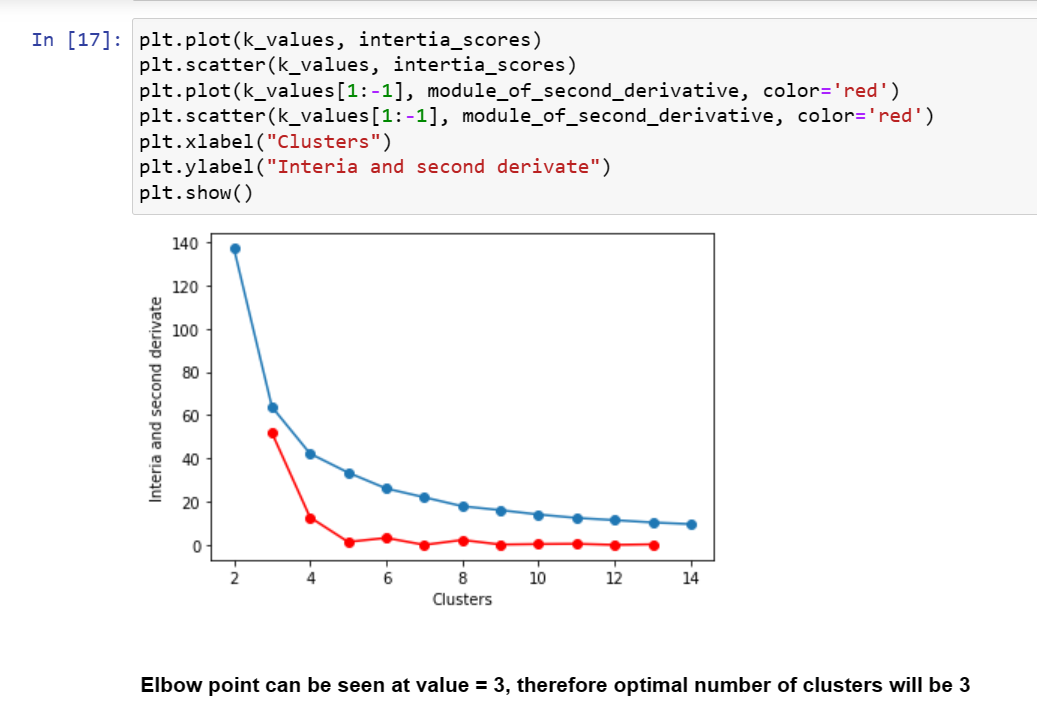 In [17]: plt.plot(k_values, intertia_scores)
plt.scatter(k_values, intertia_scores)
plt.plot(k_values[1:-1], module_of_second_derivative, color='red')
plt.scatter(k_values[1:-1], module_of_second_derivative, color='red')
plt.xlabel("Clusters")
plt.ylabel("Interia and second derivate")
plt.show()
Interia and second derivate
140
120
100
80
60
40
20
0
2 4 6 8 10 12 14
Clusters
Elbow point can be seen at value = 3, therefore optimal number of clusters will be 3